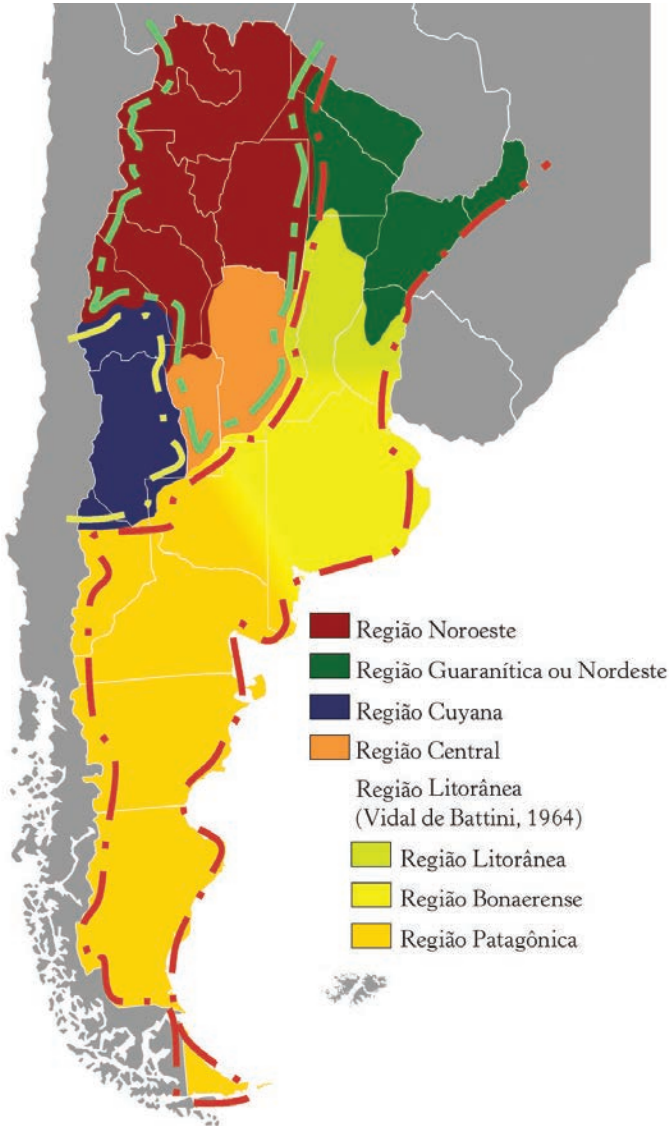 Região Noroeste
Região Guaranítica ou Nordeste
Região Cuyana
Região Central
Região Litorânea
(Vidal de Battini, 1964)
Região Litorânea
Região Bonaerense
Região Patagônica